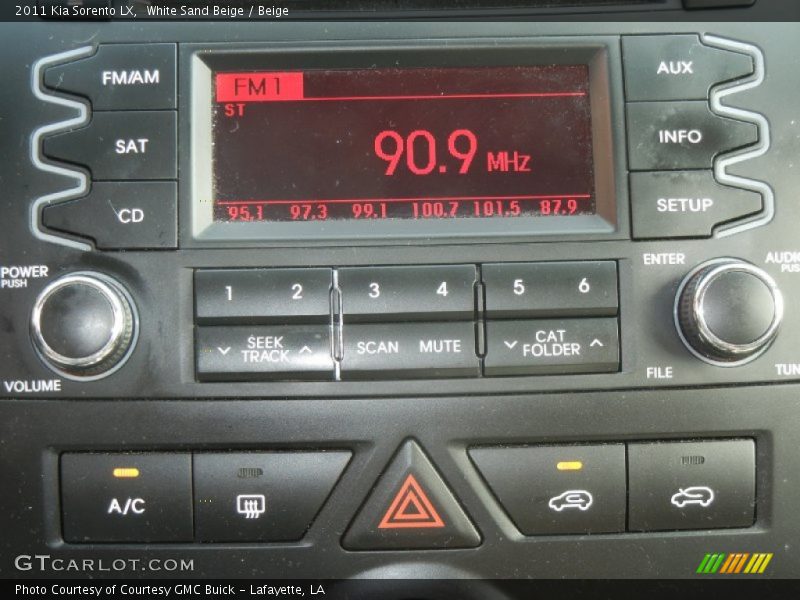 2011 Kia Sorento LX, White Sand Beige / Beige
FM/AM
FM 1
AUX
ST
SAT
90.9 MHz
INFO
CD
95.1 97.3 99.1 100.7 101.5 87.9
SETUP
POWER
PUSH
ENTER
AUDIO
1 2 3 4 5 6
SEEK
TRACK
SCAN MUTE
CAT
FOLDER
VOLUME
FILE
A/C
GTCARLOT.COM
Photo Courtesy of Courtesy GMC Buick - Lafayette, LA